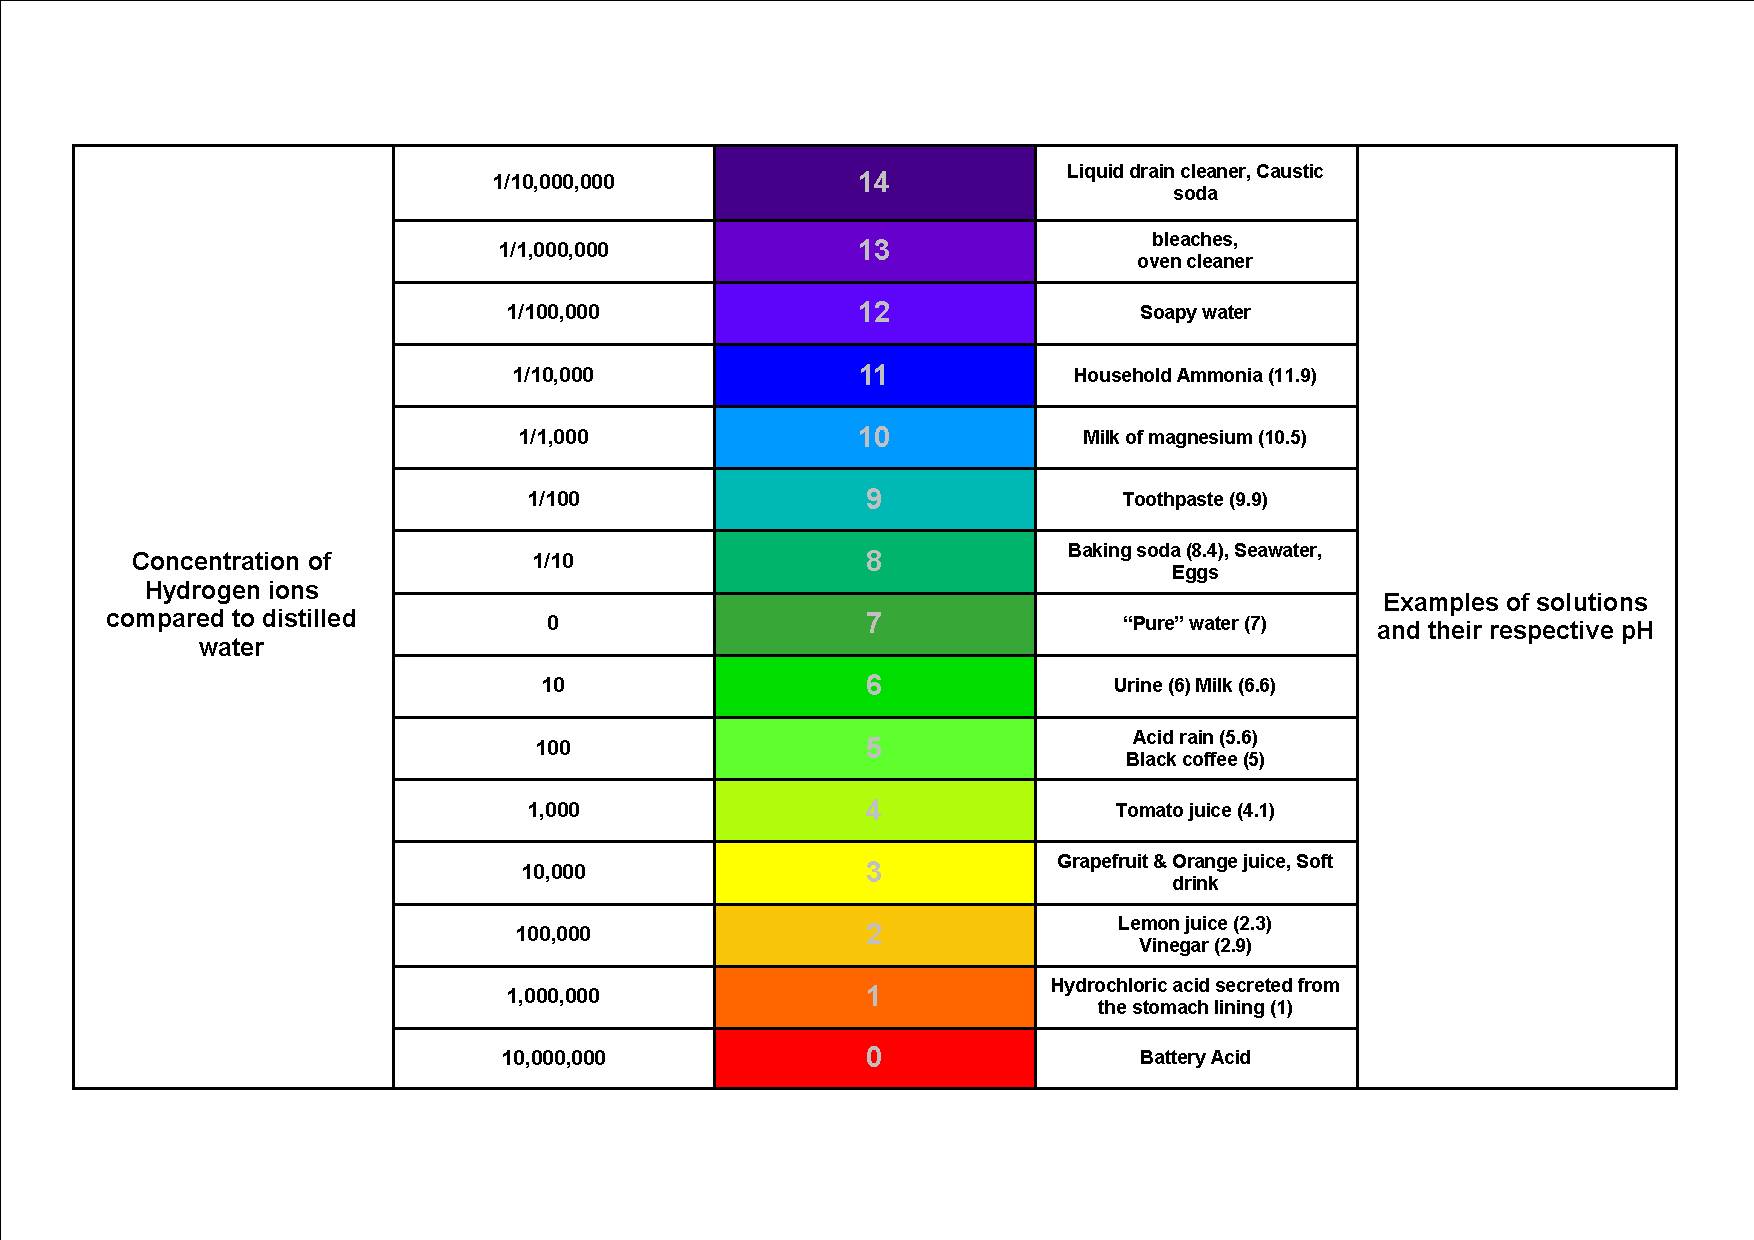 Concentration of
Hydrogen ions
compared to distilled
water
1/10,000,000
14
Liquid drain cleaner, Caustic
soda
1/1,000,000
13
bleaches,
oven cleaner
1/100,000
12
Soapy water
1/10,000
11
Household Ammonia (11.9)
1/1,000
10
Milk of magnesium (10.5)
1/100
9
Toothpaste (9.9)
1/10
8
Baking soda (8.4), Seawater,
Eggs
0
7
“Pure” water (7)
10
6
Urine (6) Milk (6.6)
100
5
Acid rain (5.6)
Black coffee (5)
1,000
4
Tomato juice (4.1)
10,000
3
Grapefruit & Orange juice, Soft
drink
100,000
2
Lemon juice (2.3)
Vinegar (2.9)
1,000,000
1
Hydrochloric acid secreted from
the stomach lining (1)
10,000,000
0
Battery Acid
Examples of solutions
and their respective pH